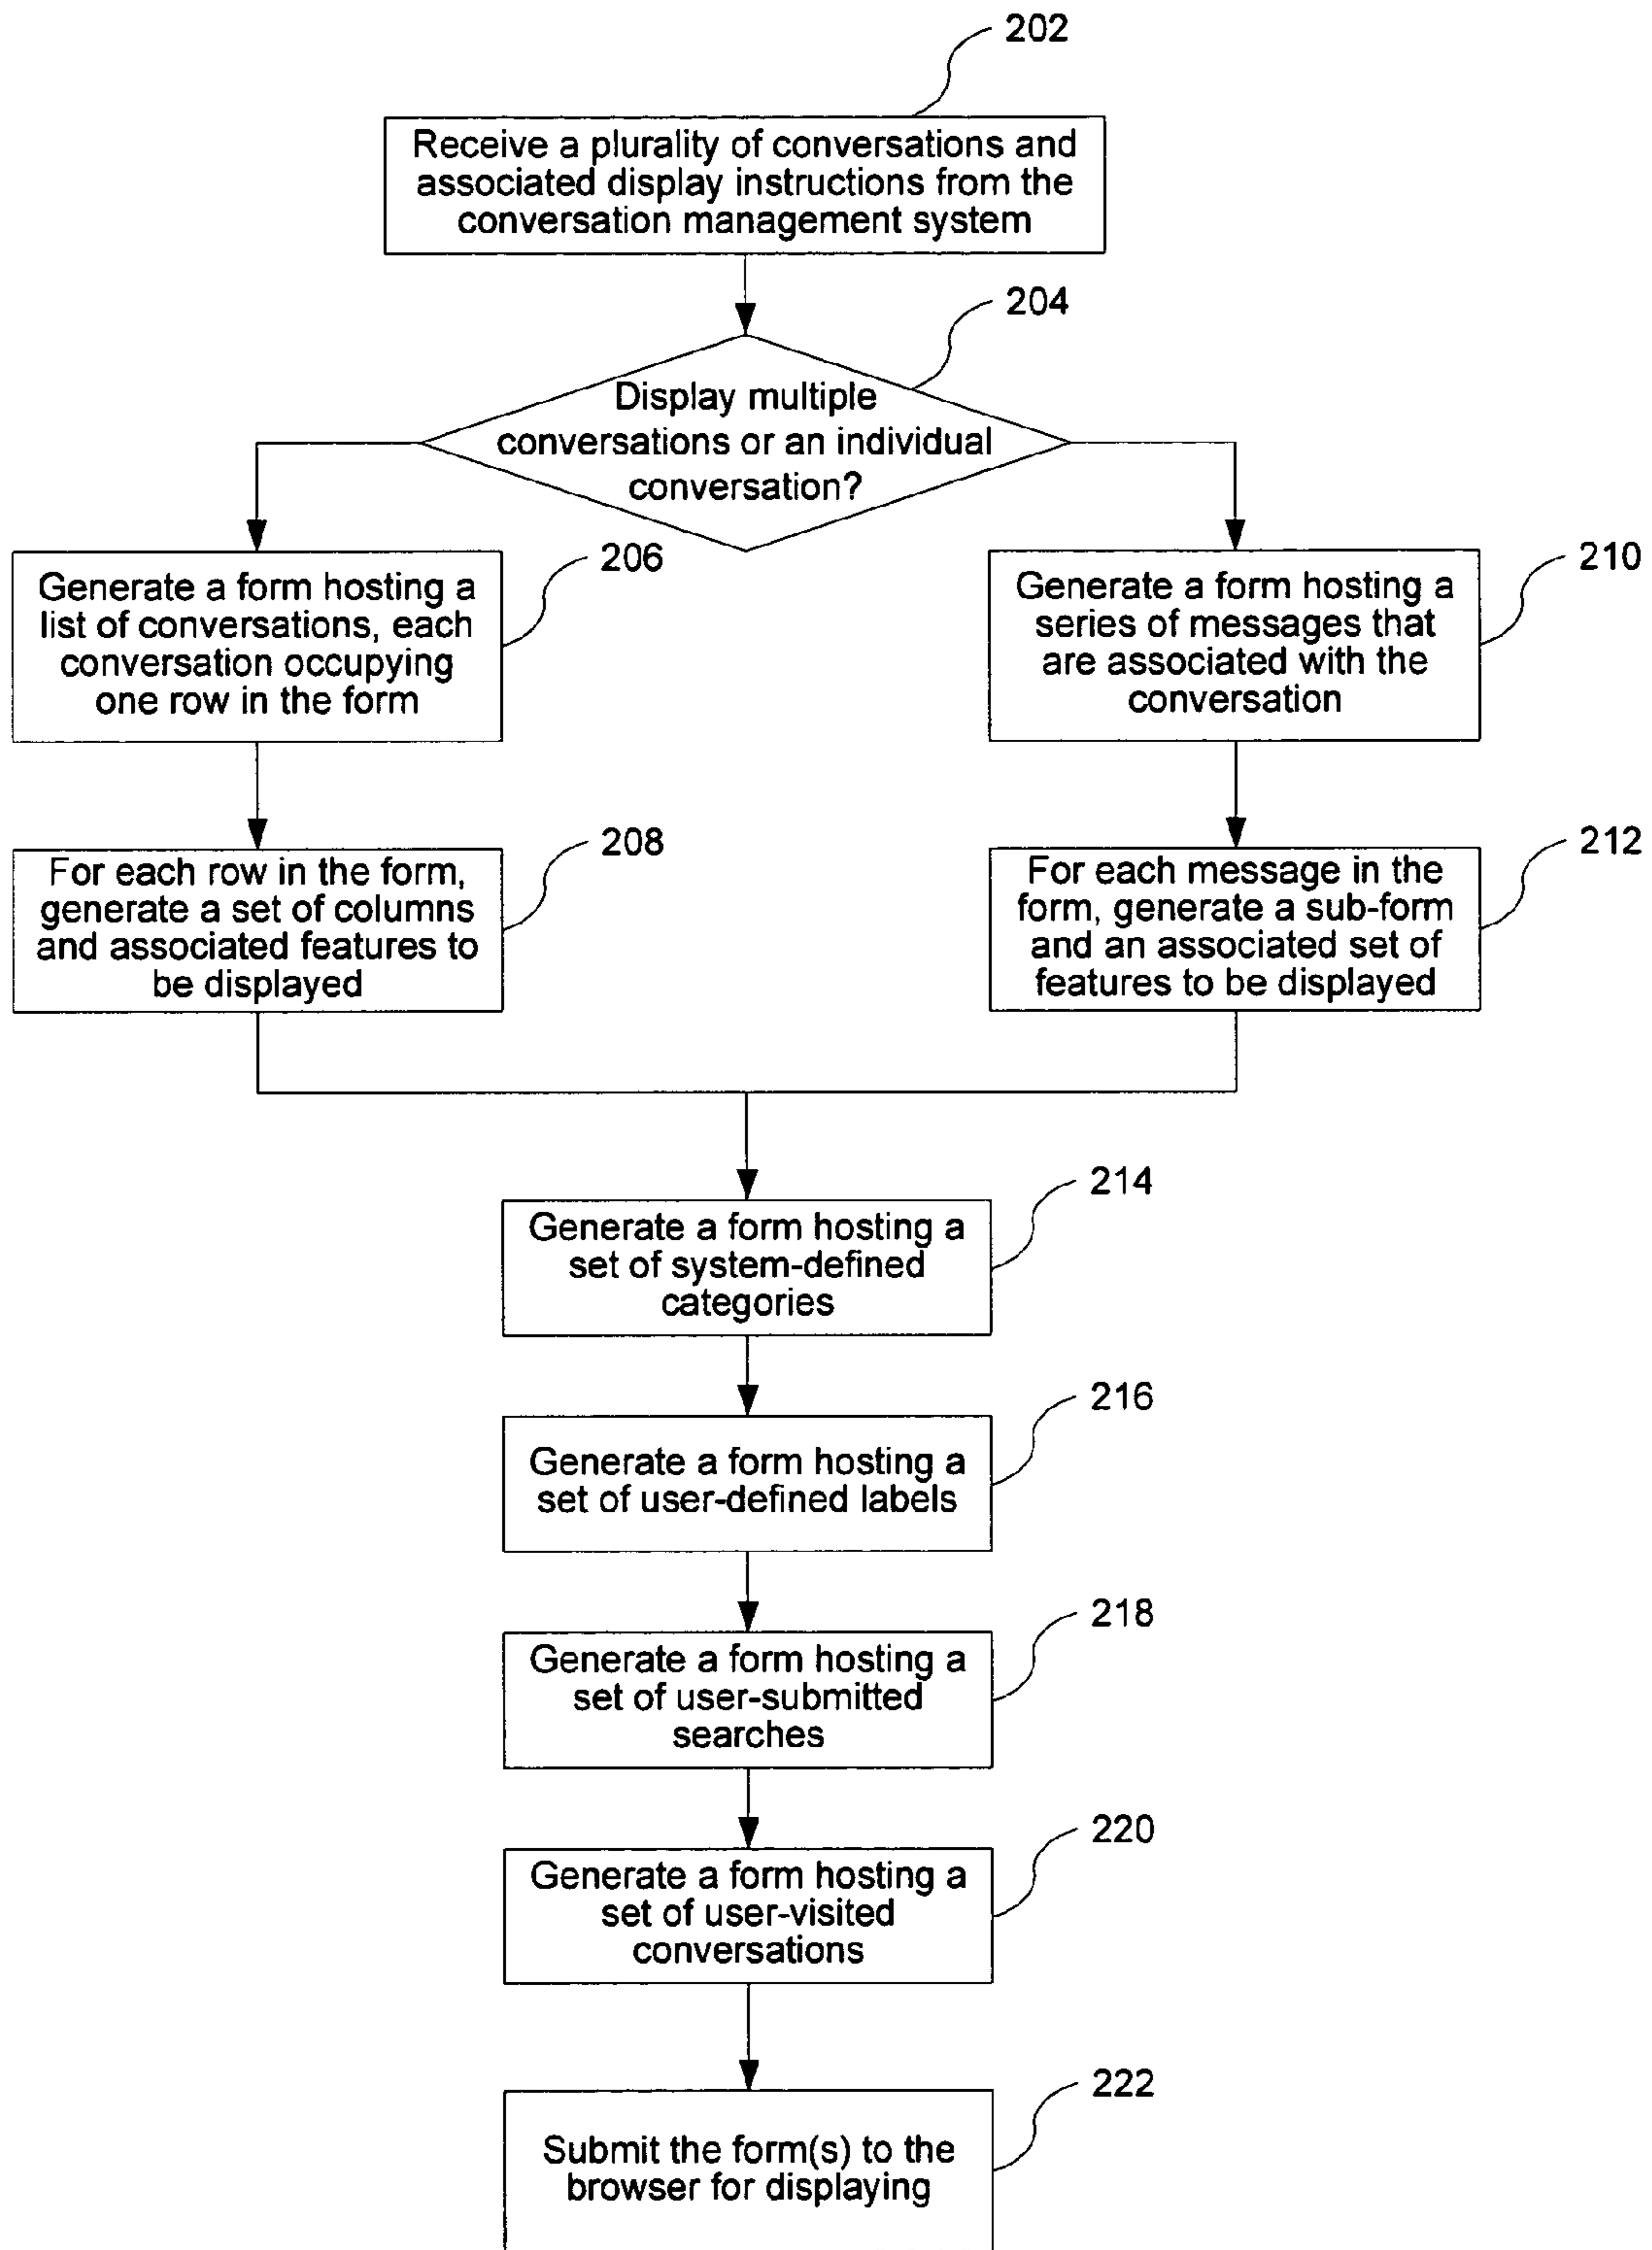 202
Receive a plurality of conversations and
associated display instructions from the
conversation management system
204
Display multiple
conversations or an individual
conversation?
206
Generate a form hosting a
list of conversations, each
conversation occupying
one row in the form
210
Generate a form hosting a
series of messages that
are associated with the
conversation
208
For each row in the form,
generate a set of columns
and associated features to
be displayed
212
For each message in the
form, generate a sub-form
and an associated set of
features to be displayed
214
Generate a form hosting a
set of system-defined
categories
216
Generate a form hosting a
set of user-defined labels
218
Generate a form hosting a
set of user-submitted
searches
220
Generate a form hosting a
set of user-visited
conversations
222
Submit the form(s) to the
browser for displaying